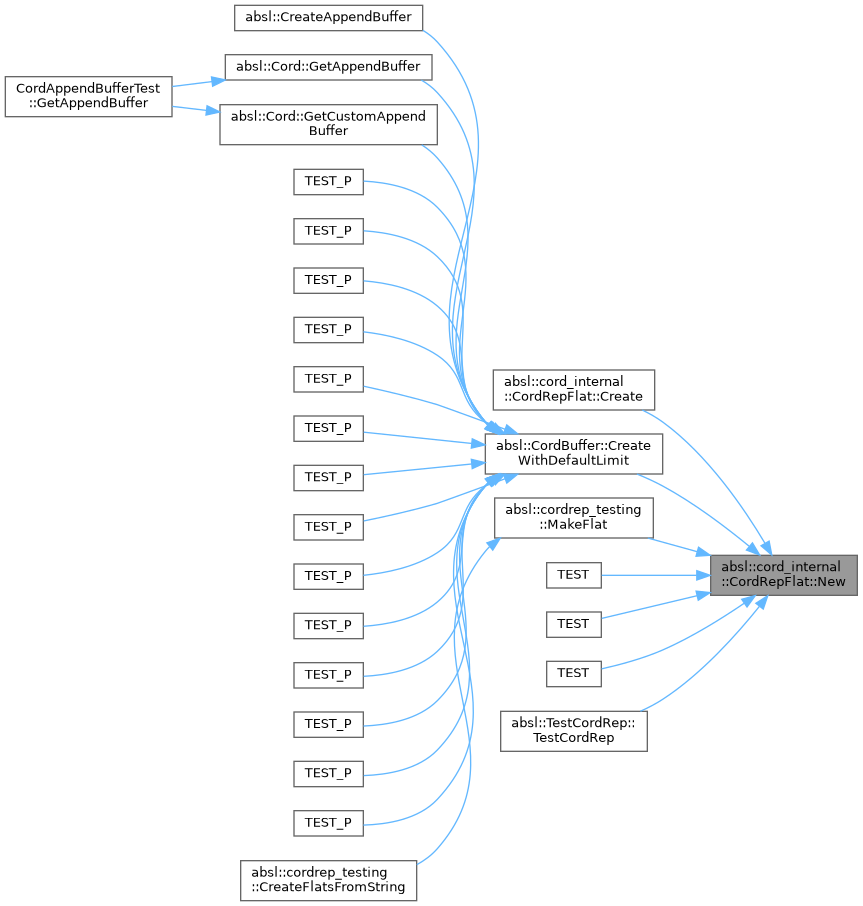 absl::CreateAppendBuffer
absl::Cord::GetAppendBuffer
CordAppendBufferTest
::GetAppendBuffer
absl::Cord::GetCustomAppend
Buffer
TEST_P
TEST_P
TEST_P
TEST_P
TEST_P
TEST_P
TEST_P
TEST_P
TEST_P
TEST_P
TEST_P
TEST_P
TEST_P
TEST_P
absl::cordrep_testing
::CreateFlatsFromString
absl::cord_internal
::CordRepFlat::Create
absl::CordBuffer::Create
WithDefaultLimit
absl::cordrep_testing
::MakeFlat
TEST
TEST
TEST
absl::TestCordRep::
TestCordRep
absl::cord_internal
::CordRepFlat::New